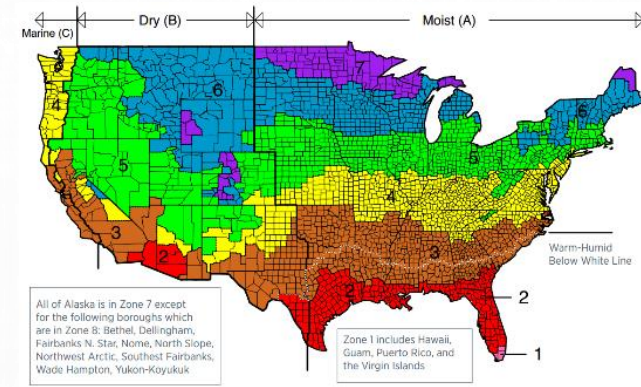 Dry (B)
Moist (A)
Marine (C)
7
6
6
4
5
5
4
3
3
2
2
Warm-Humid
Below White Line
2
1
All of Alaska is in Zone 7 except
for the following boroughs which
are in Zone 8: Bethel, Dellingham,
Fairbanks N. Star, Nome, North Slope,
Northwest Arctic, Southest Fairbanks,
Wade Hampton, Yukon-Koyukuk
Zone 1 includes Hawaii,
Guam, Puerto Rico, and
the Virgin Islands